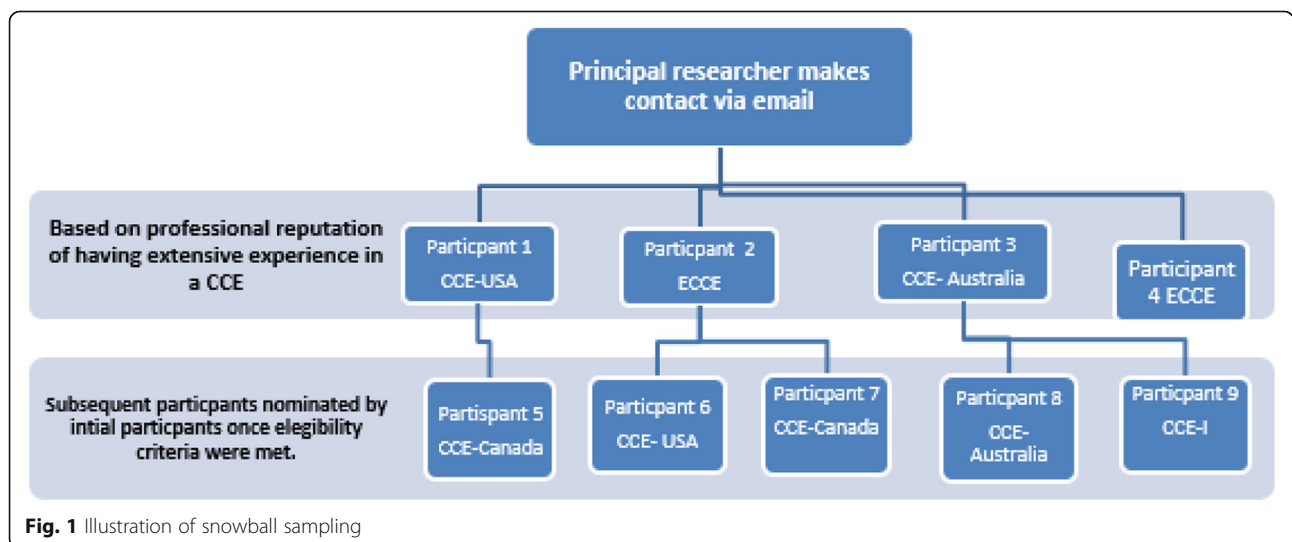 Principal researcher makes
contact via email
Based on professional reputation
of having extensive experience in
a CCE
Particpant 1
CCE-USA
Particpant 2
ECCE
Particpant 3
CCE- Australia
Participant
4 ECCE
Subsequent particpants nominated by
intial particpants once elegibility
criteria were met.
Partispant 5
CCE-Canada
Particpant 6
CCE- USA
Particpant 7
CCE-Canada
Particpant 8
CCE-
Australia
Particpant 9
CCE-I
Fig. 1 Illustration of snowball sampling